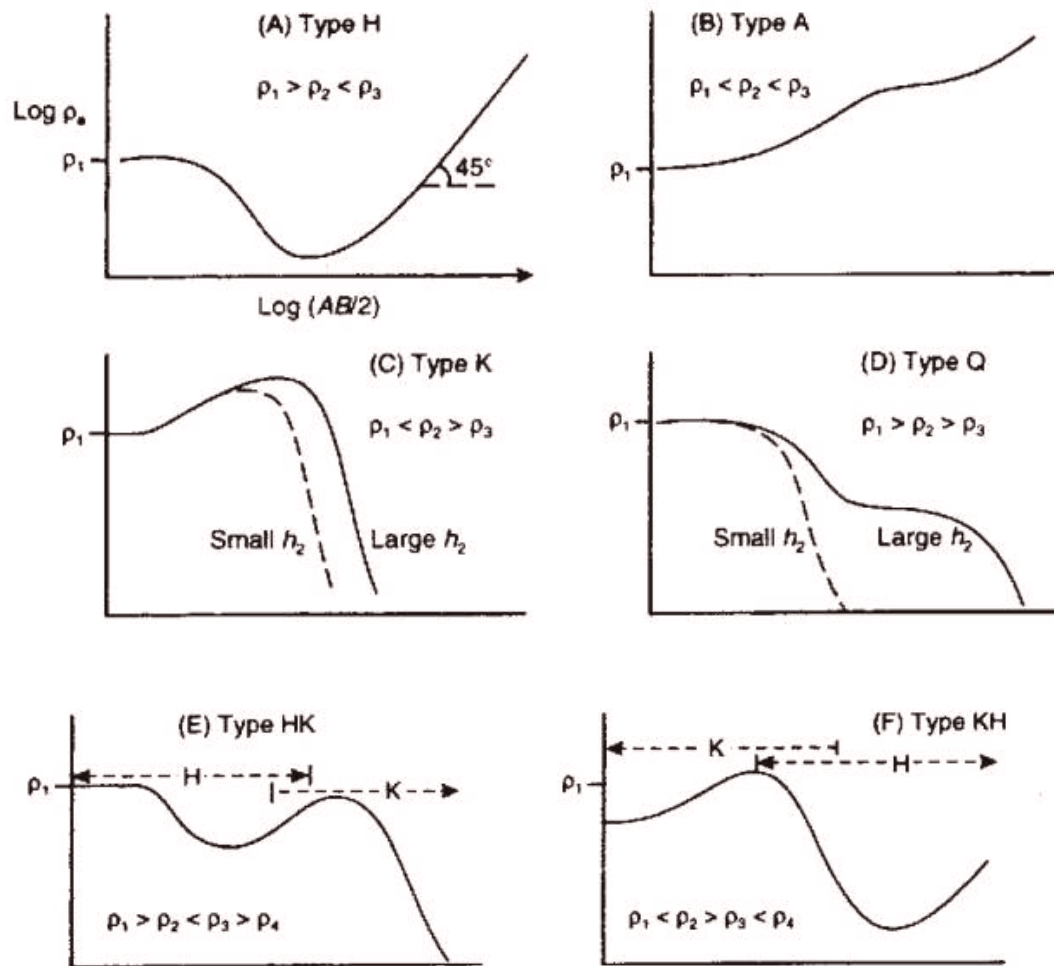 (A) Type H
ρ₁ > ρ₂ < ρ₃
Log ρₐ
ρ₁
45°
Log (AB/2)
(B) Type A
ρ₁ < ρ₂ < ρ₃
ρ₁
(C) Type K
ρ₁ < ρ₂ > ρ₃
ρ₁
Small h₂ Large h₂
(D) Type Q
ρ₁ > ρ₂ > ρ₃
ρ₁
Small h₂ Large h₂
(E) Type HK
H
K
ρ₁
ρ₁ > ρ₂ < ρ₃ > ρ₄
(F) Type KH
K
H
ρ₁
ρ₁ < ρ₂ > ρ₃ < ρ₄